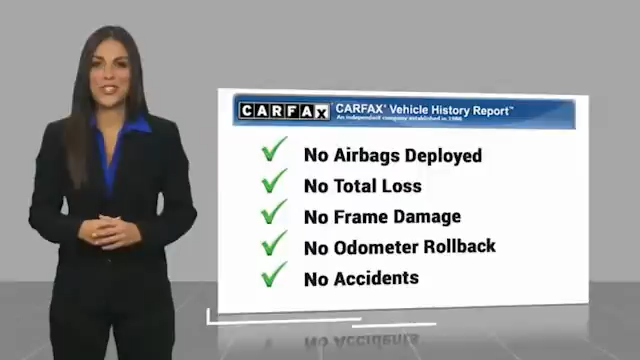 CARFAX CARFAX® Vehicle History Report™
An independent company established in 1986
No Airbags Deployed
No Total Loss
No Frame Damage
No Odometer Rollback
No Accidents